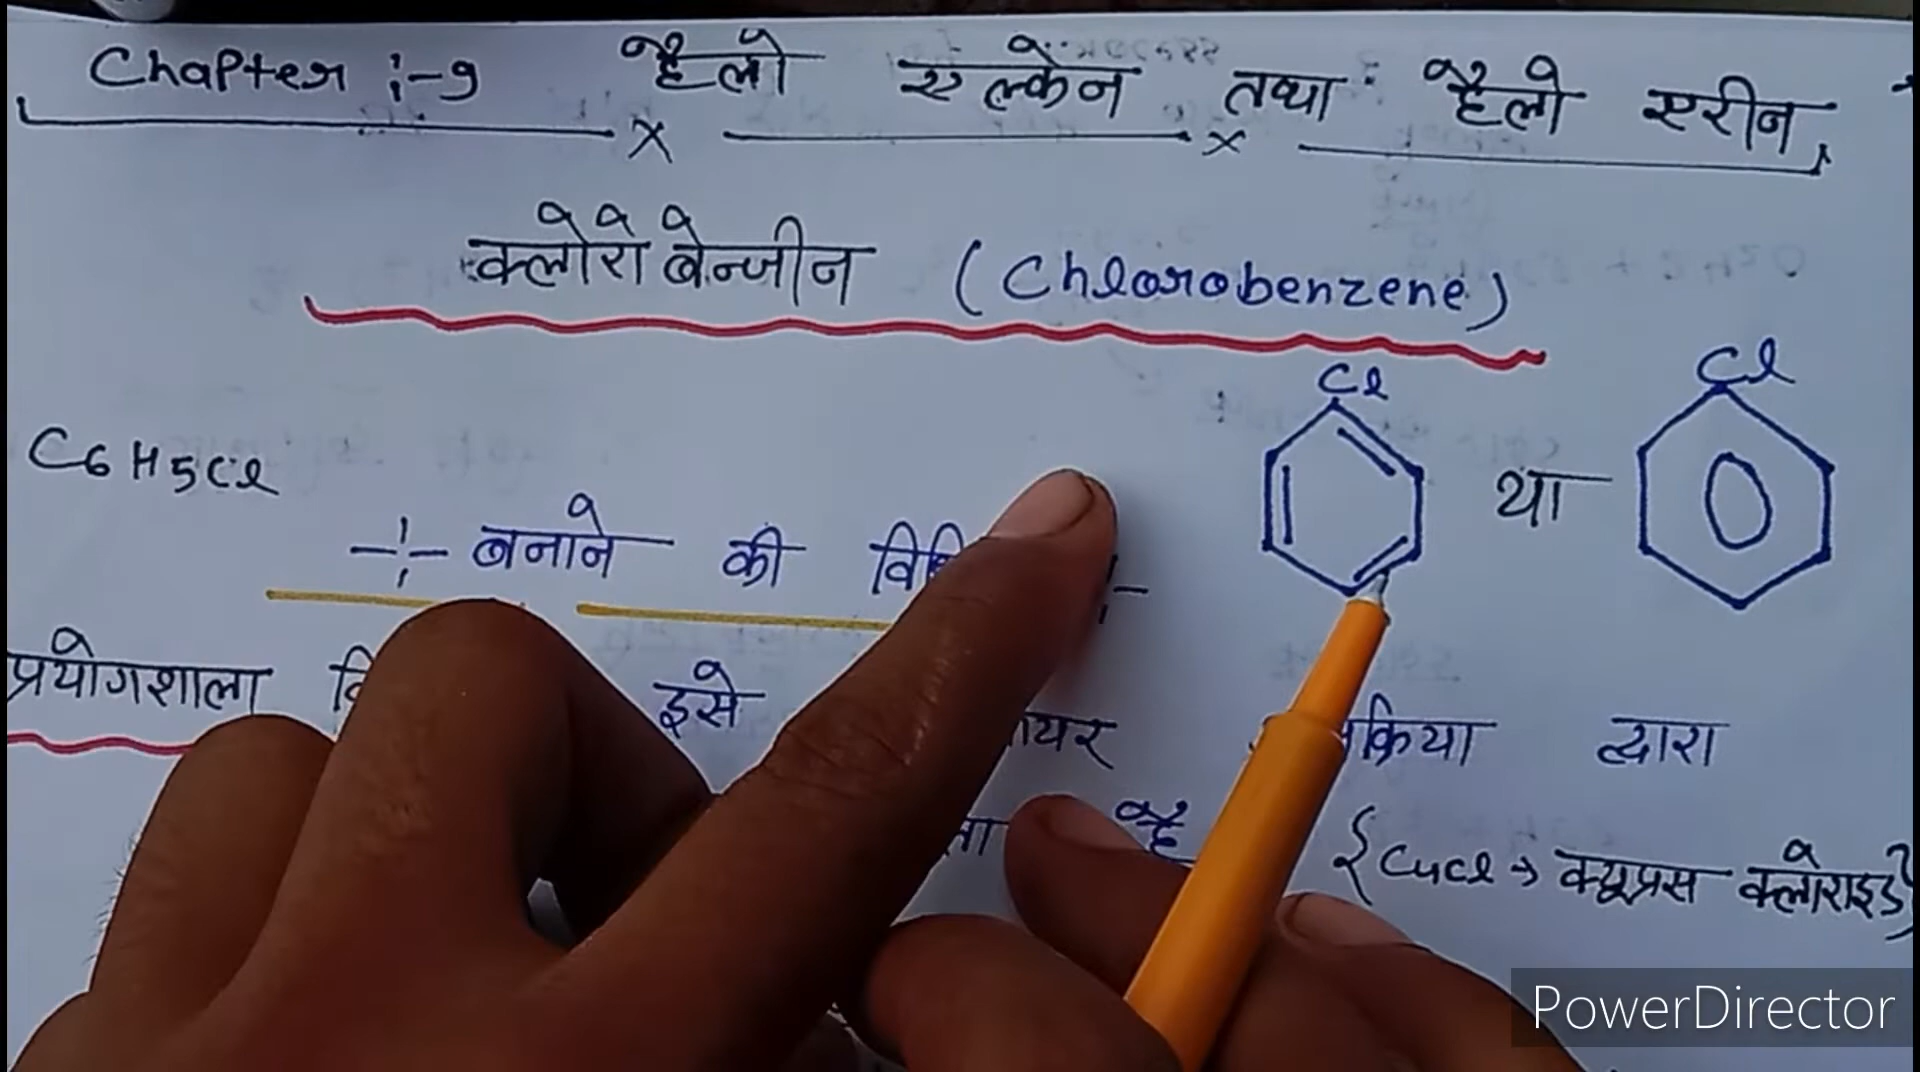 Chapter :- 9 हैलो एल्केन तथा हैलो एरीन
क्लोरो बेन्जीन (Chlorobenzene)
Cl Cl
C6H5Cl या
बनाने की
प्रयोगशाला इसे द्वारा
है {CuCl → क्यूप्रस क्लोराइड}
PowerDirector